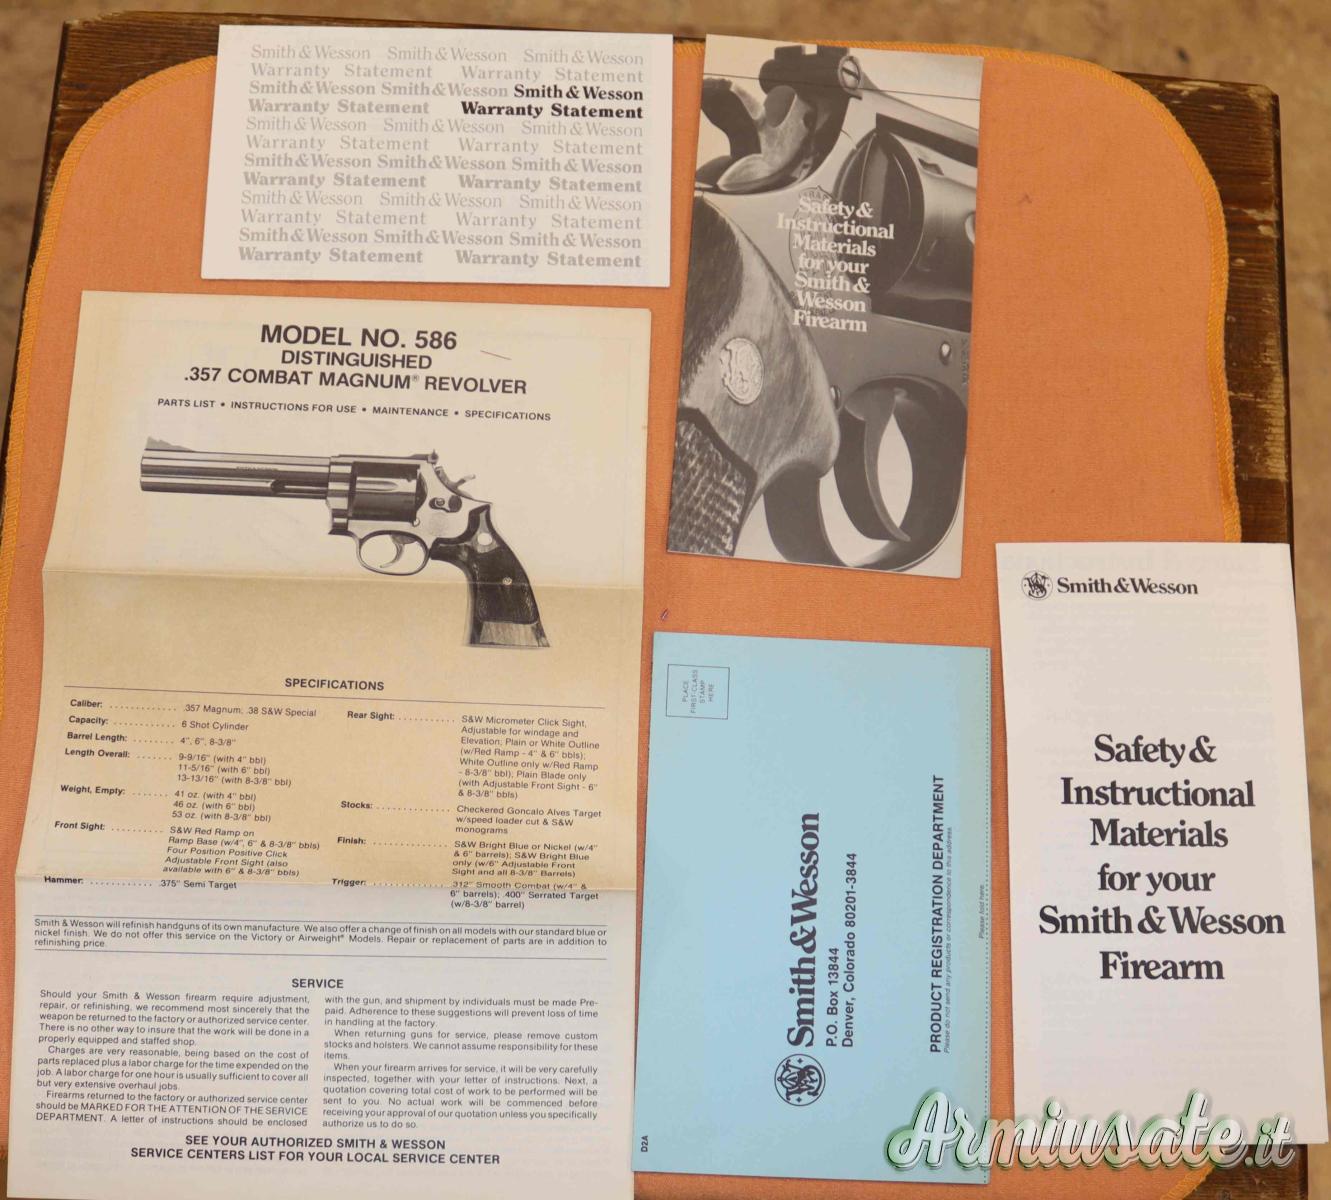 Smith & Wesson Smith & Wesson Smith & Wesson
Warranty Statement Warranty Statement
Smith & Wesson Smith & Wesson Smith & Wesson
Warranty Statement Warranty Statement
Smith & Wesson Smith & Wesson Smith & Wesson
Warranty Statement Warranty Statement
Smith & Wesson Smith & Wesson Smith & Wesson
Warranty Statement Warranty Statement
Smith & Wesson Smith & Wesson Smith & Wesson
Warranty Statement Warranty Statement
Smith & Wesson Smith & Wesson Smith & Wesson
Warranty Statement Warranty Statement
Safety &
Instructional
Materials
for your
Smith &
Wesson
Firearm
MODEL NO. 586
DISTINGUISHED
.357 COMBAT MAGNUM® REVOLVER
PARTS LIST • INSTRUCTIONS FOR USE • MAINTENANCE • SPECIFICATIONS
SPECIFICATIONS
Caliber: ............ .357 Magnum; .38 S&W Special
Capacity: ........... 6 Shot Cylinder
Barrel Length: ........ 4", 6", 8-3/8"
Length Overall: ....... 9-9/16" (with 4" bbl)
11-5/16" (with 6" bbl)
13-13/16" (with 8-3/8" bbl)
Weight, Empty: ....... 41 oz. (with 4" bbl)
46 oz. (with 6" bbl)
53 oz. (with 8-3/8" bbl)
Front Sight: .......... S&W Red Ramp on
Ramp Base (w/4", 6" & 8-3/8" bbls)
Four Position Positive Click
Adjustable Front Sight (also
available with 6" & 8-3/8" bbls)
Hammer: ............ .375" Semi Target
Rear Sight: .......... S&W Micrometer Click Sight,
Adjustable for windage and
Elevation; Plain or White Outline
(w/Red Ramp - 4" & 6" bbls);
White Outline only w/Red Ramp
- 8-3/8" bbl); Plain Blade only
(with Adjustable Front Sight - 6"
& 8-3/8" bbls)
Stocks: ............. Checkered Goncalo Alves Target
w/speed loader cut & S&W
monograms
Finish: .............. S&W Bright Blue or Nickel (w/4"
& 6" barrels); S&W Bright Blue
only (w/6" Adjustable Front
Sight and all 8-3/8" Barrels)
Trigger: ............. .312" Smooth Combat (w/4" &
6" barrels); .400" Serrated Target
(w/8-3/8" barrel)
Smith & Wesson will refinish handguns of its own manufacture. We also offer a change of finish on all models with our standard blue or
nickel finish. We do not offer this service on the Victory or Airweight® Models. Repair or replacement of parts are in addition to
refinishing price.
SERVICE
Should your Smith & Wesson firearm require adjustment,
repair, or refinishing, we recommend most sincerely that the
weapon be returned to the factory or authorized service center.
There is no other way to insure that the work will be done in a
properly equipped and staffed shop.
Charges are very reasonable, being based on the cost of
parts replaced plus a labor charge for the time expended on the
job. A labor charge for one hour is usually sufficient to cover all
but very extensive overhaul jobs.
Firearms returned to the factory or authorized service center
should be MARKED FOR THE ATTENTION OF THE SERVICE
DEPARTMENT. A letter of instructions should be enclosed
with the gun, and shipment by individuals must be made Pre-
paid. Adherence to these suggestions will prevent loss of time
in handling at the factory.
When returning guns for service, please remove custom
stocks and holsters. We cannot assume responsibility for these
items.
When your firearm arrives for service, it will be very carefully
inspected, together with your letter of instructions. Next, a
quotation covering total cost of work to be performed will be
sent to you. No actual work will be commenced before
receiving your approval of our quotation unless you specifically
authorize us to do so.
SEE YOUR AUTHORIZED SMITH & WESSON
SERVICE CENTERS LIST FOR YOUR LOCAL SERVICE CENTER
PLACE
FIRST-CLASS
STAMP
HERE
Smith & Wesson
P.O. Box 13844
Denver, Colorado 80201-3844
PRODUCT REGISTRATION DEPARTMENT
Please do not send any products or correspondence to this address.
Please fold here.
D2A
Smith & Wesson
Safety &
Instructional
Materials
for your
Smith & Wesson
Firearm
Armiusate.it